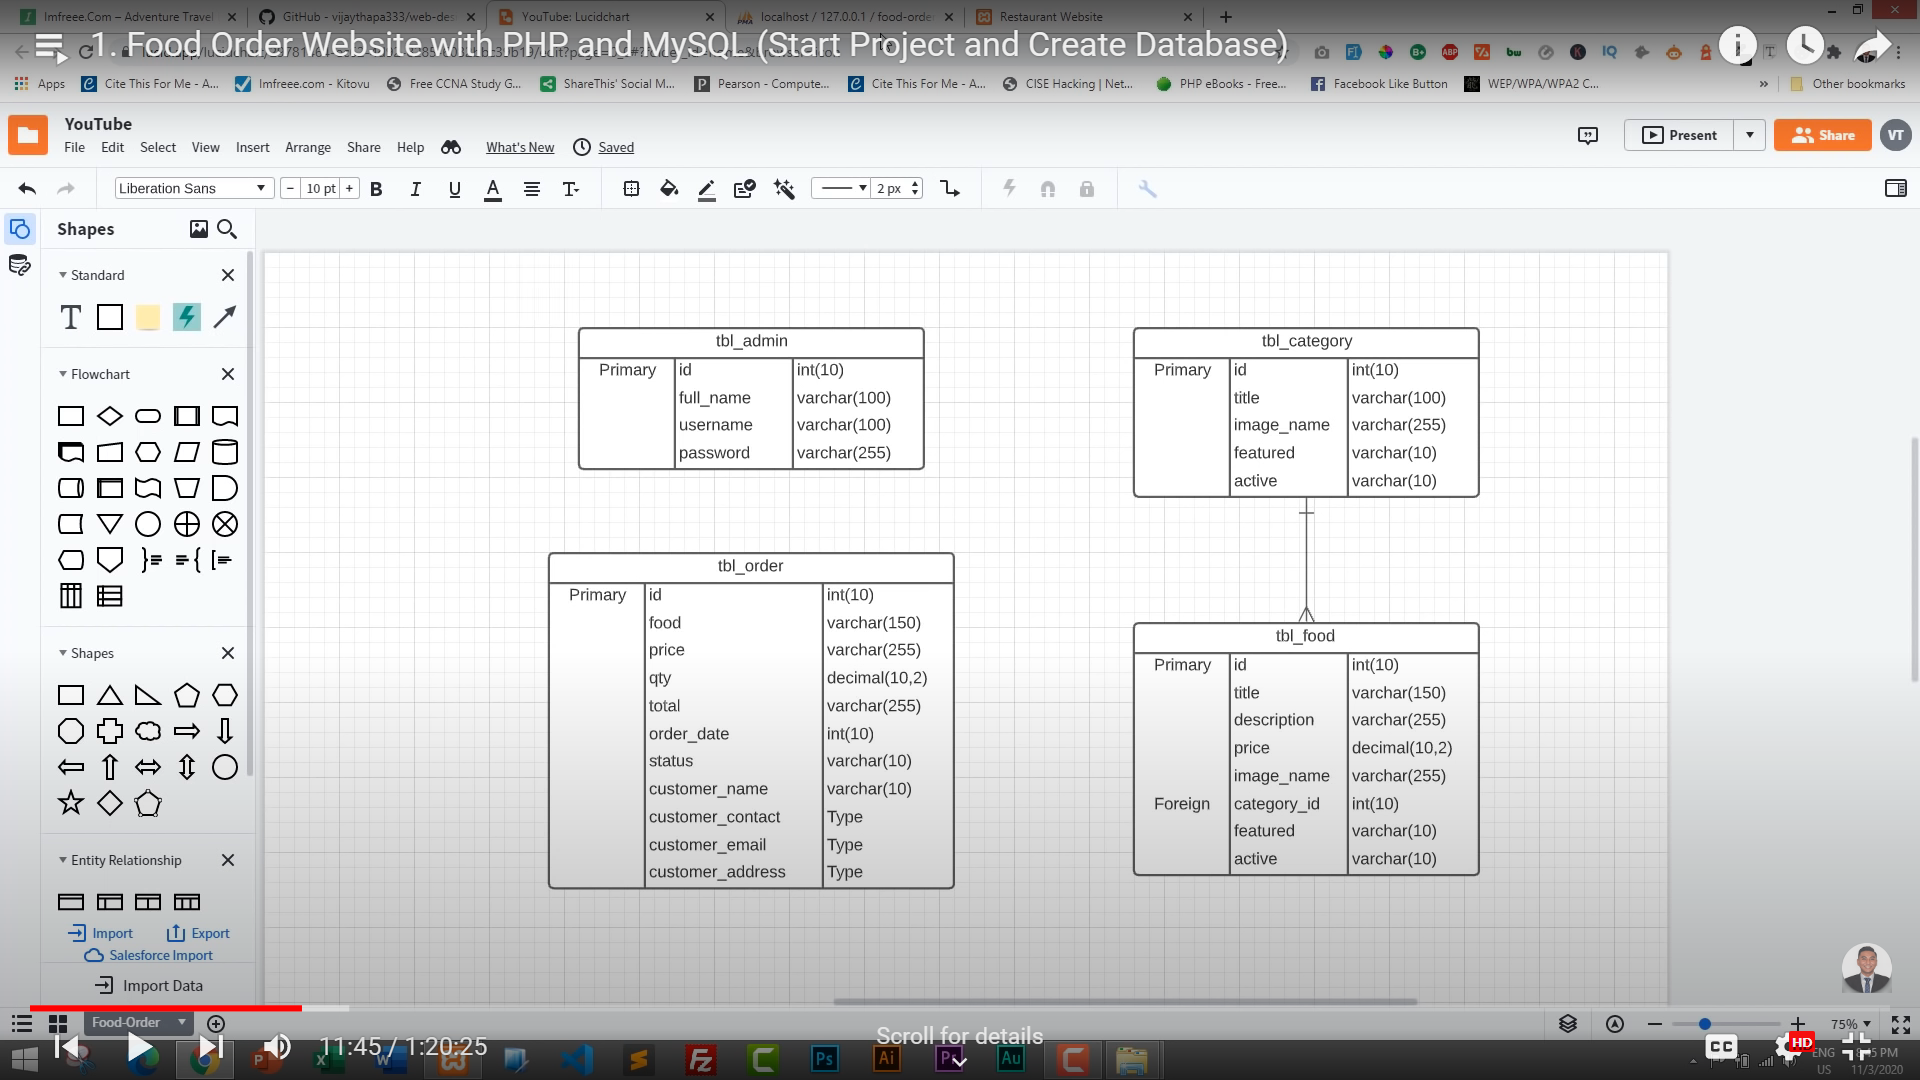 Imfreee.Com – Adventure Travel
GitHub - vijaythapa333/web-des
YouTube: Lucidchart
localhost / 127.0.0.1 / food-orde
Restaurant Website
1. Food Order Website with PHP and MySQL (Start Project and Create Database)
Apps
Cite This For Me - A...
Imfreee.com - Kitovu
Free CCNA Study G...
ShareThis' Social M...
Pearson - Compute...
Cite This For Me - A...
CISE Hacking | Net...
PHP eBooks - Free...
Facebook Like Button
WEP/WPA/WPA2 C...
Other bookmarks
YouTube
File Edit Select View Insert Arrange Share Help What's New Saved
Present
Share
VT
Liberation Sans
10 pt
2 px
Shapes
Standard
Flowchart
Shapes
Entity Relationship
Import Export
Salesforce Import
Import Data
tbl_admin
Primary id int(10)
full_name varchar(100)
username varchar(100)
password varchar(255)
tbl_category
Primary id int(10)
title varchar(100)
image_name varchar(255)
featured varchar(10)
active varchar(10)
tbl_order
Primary id int(10)
food varchar(150)
price varchar(255)
qty decimal(10,2)
total varchar(255)
order_date int(10)
status varchar(10)
customer_name varchar(10)
customer_contact Type
customer_email Type
customer_address Type
tbl_food
Primary id int(10)
title varchar(150)
description varchar(255)
price decimal(10,2)
image_name varchar(255)
Foreign category_id int(10)
featured varchar(10)
active varchar(10)
Food-Order
75%
Scroll for details
11:45 / 1:20:25
CC
HD
ENG
US
11/3/2020